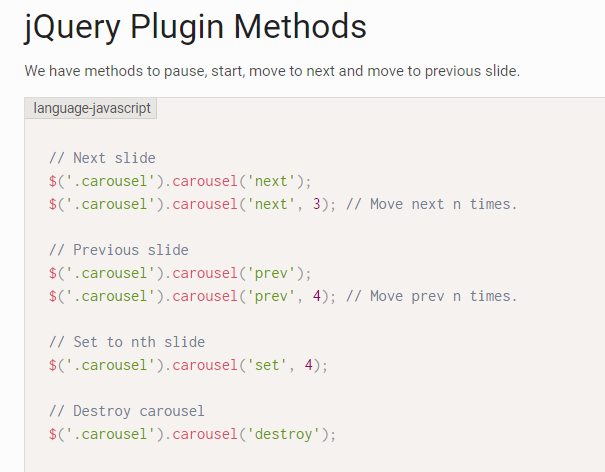 jQuery Plugin Methods
We have methods to pause, start, move to next and move to previous slide.
language-javascript
// Next slide
$('.carousel').carousel('next');
$('.carousel').carousel('next', 3); // Move next n times.
// Previous slide
$('.carousel').carousel('prev');
$('.carousel').carousel('prev', 4); // Move prev n times.
// Set to nth slide
$('.carousel').carousel('set', 4);
// Destroy carousel
$('.carousel').carousel('destroy');